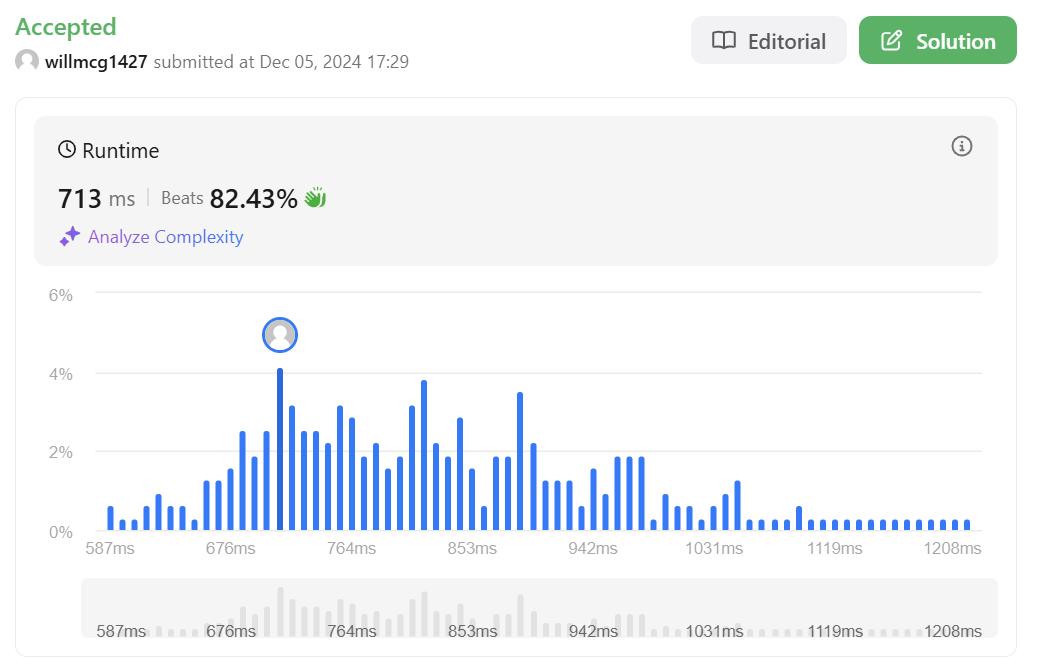 Accepted
willmcg1427 submitted at Dec 05, 2024 17:29
Editorial
Solution
Runtime
713 ms Beats 82.43%
Analyze Complexity
6%
4%
2%
0%
587ms 676ms 764ms 853ms 942ms 1031ms 1119ms 1208ms
587ms 676ms 764ms 853ms 942ms 1031ms 1119ms 1208ms